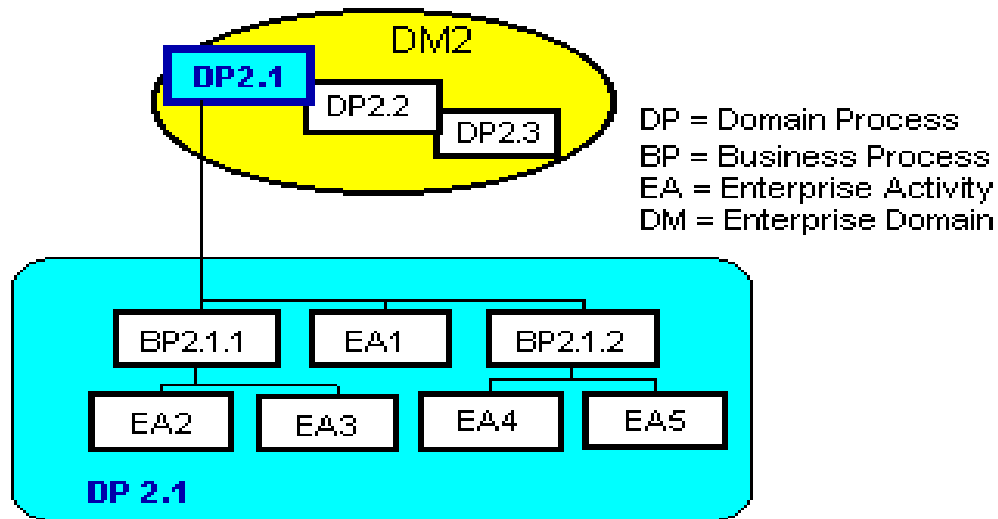 DM2
DP2.1
DP2.2
DP2.3
DP = Domain Process
BP = Business Process
EA = Enterprise Activity
DM = Enterprise Domain
BP2.1.1
EA1
BP2.1.2
EA2
EA3
EA4
EA5
DP 2.1